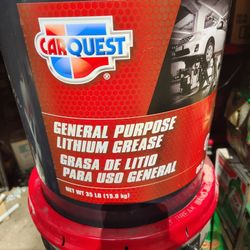 CARQUEST
®
GENERAL PURPOSE
LITHIUM GREASE
GRASA DE LITIO
PARA USO GENERAL
NET WT 35 LB (15.8 kg)